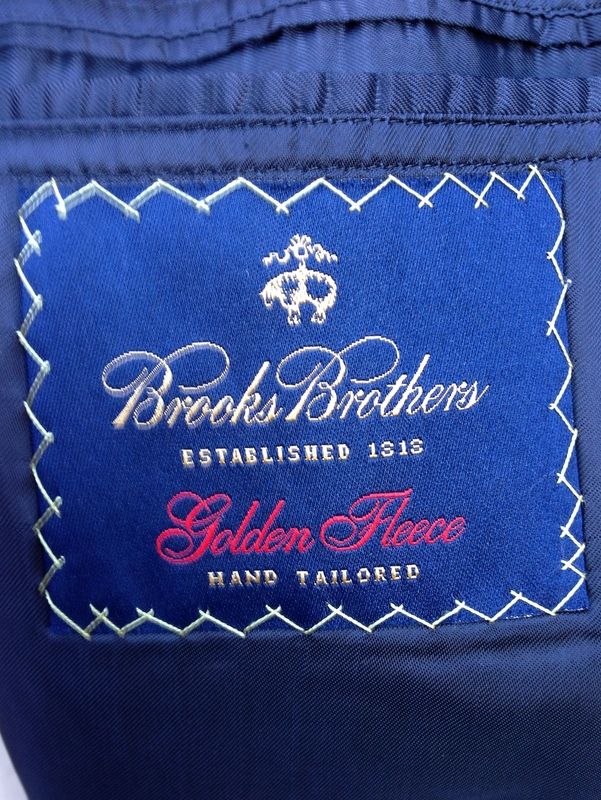 Brooks Brothers
ESTABLISHED 1818
Golden Fleece
HAND TAILORED